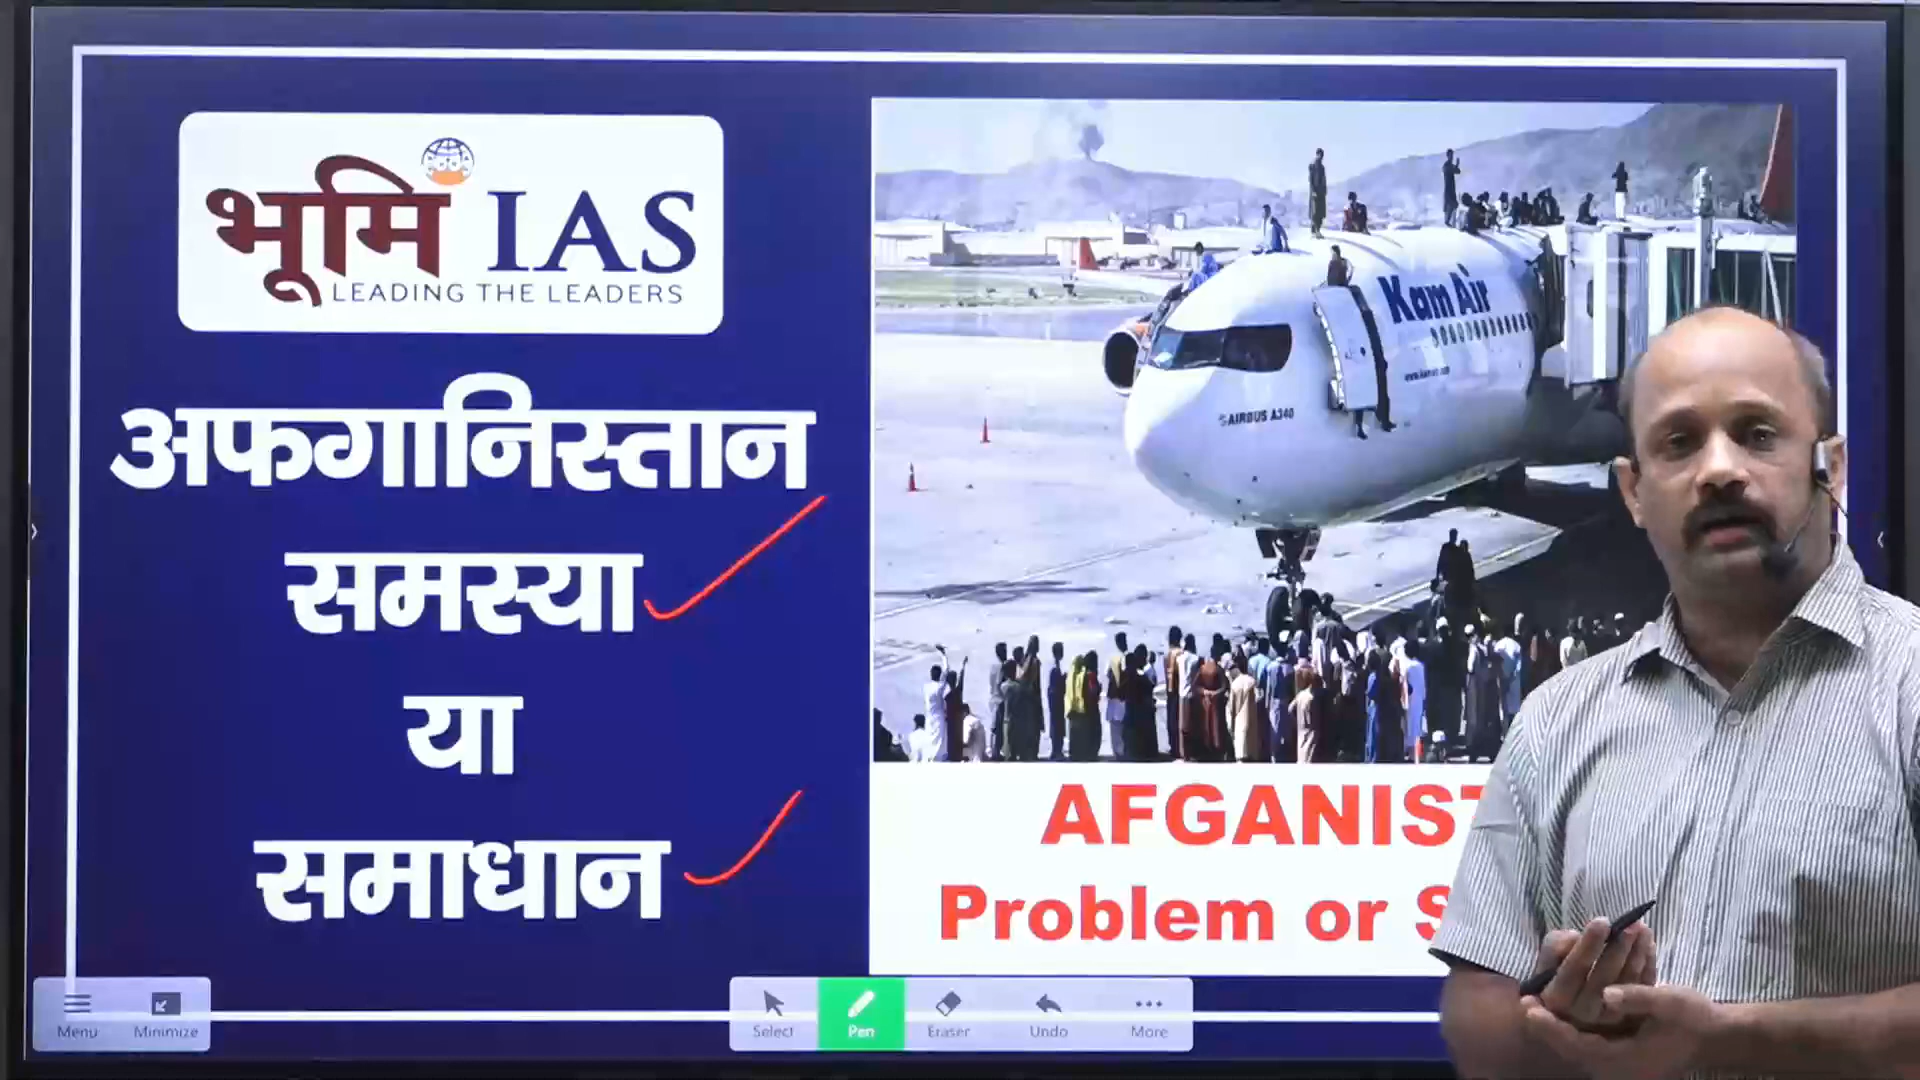 भूमि IAS
LEADING THE LEADERS
अफगानिस्तान
समस्या
या
समाधान
Kam Air
AIRBUS A340
AFGANIST
Problem or S
Menu
Minimize
Select
Pen
Eraser
Undo
More